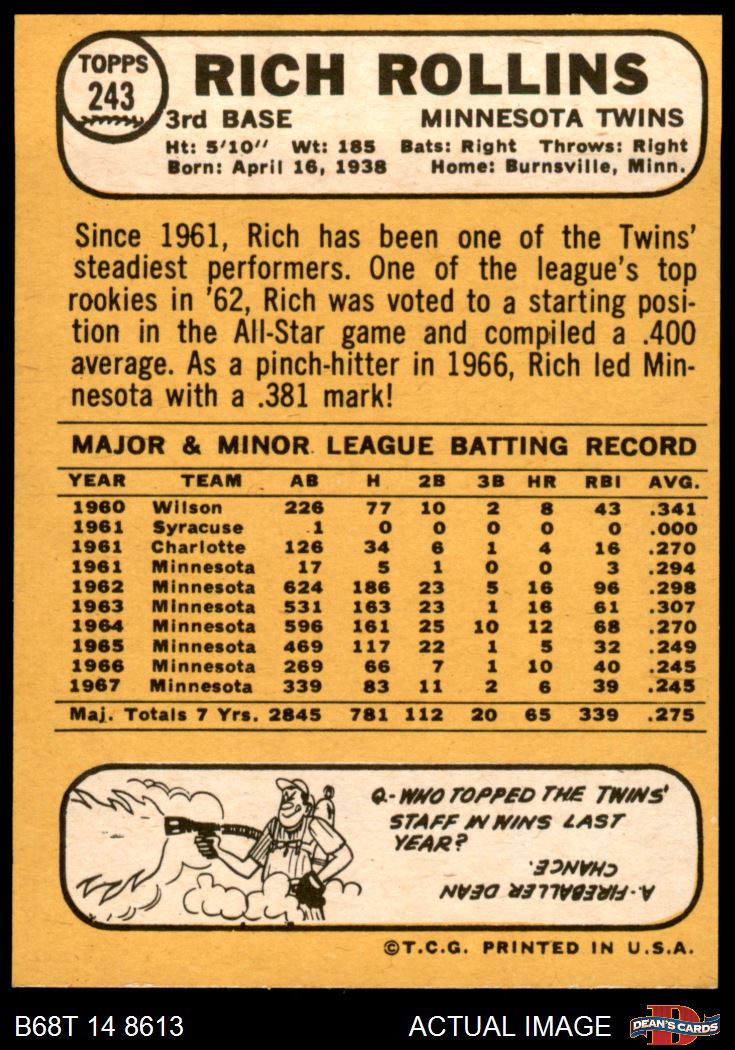 TOPPS
243
RICH ROLLINS
3rd BASE MINNESOTA TWINS
Ht: 5'10" Wt: 185 Bats: Right Throws: Right
Born: April 16, 1938 Home: Burnsville, Minn.
Since 1961, Rich has been one of the Twins'
steadiest performers. One of the league's top
rookies in '62, Rich was voted to a starting posi-
tion in the All-Star game and compiled a .400
average. As a pinch-hitter in 1966, Rich led Min-
nesota with a .381 mark!
MAJOR & MINOR LEAGUE BATTING RECORD
YEAR TEAM AB H 2B 3B HR RBI AVG.
1960 Wilson 226 77 10 2 8 43 .341
1961 Syracuse 1 0 0 0 0 0 .000
1961 Charlotte 126 34 6 1 4 16 .270
1961 Minnesota 17 5 1 0 0 3 .294
1962 Minnesota 624 186 23 5 16 96 .298
1963 Minnesota 531 163 23 1 16 61 .307
1964 Minnesota 596 161 25 10 12 68 .270
1965 Minnesota 469 117 22 1 5 32 .249
1966 Minnesota 269 66 7 1 10 40 .245
1967 Minnesota 339 83 11 2 6 39 .245
Maj. Totals 7 Yrs. 2845 781 112 20 65 339 .275
Q.-WHO TOPPED THE TWINS'
STAFF IN WINS LAST
YEAR?
A.-FIREBALLER DEAN
CHANCE.
©T.C.G. PRINTED IN U.S.A.
B68T 14 8613 ACTUAL IMAGE
D
DEAN'S CARDS